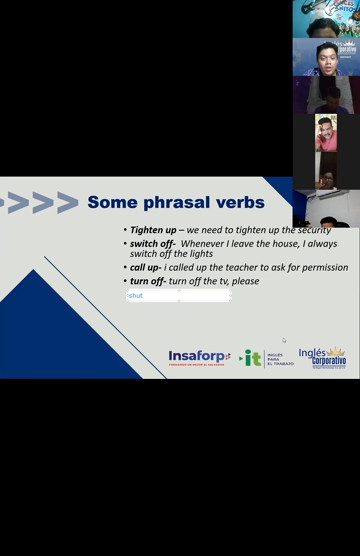 Some phrasal verbs
• Tighten up – we need to tighten up the security
• switch off- Whenever I leave the house, I always
switch off the lights
• call up- i called up the teacher to ask for permission
• turn off- turn off the tv, please
-shut
Insaforp
it
INGLÉS
PARA
EL TRABAJO
Inglés
Corporativo